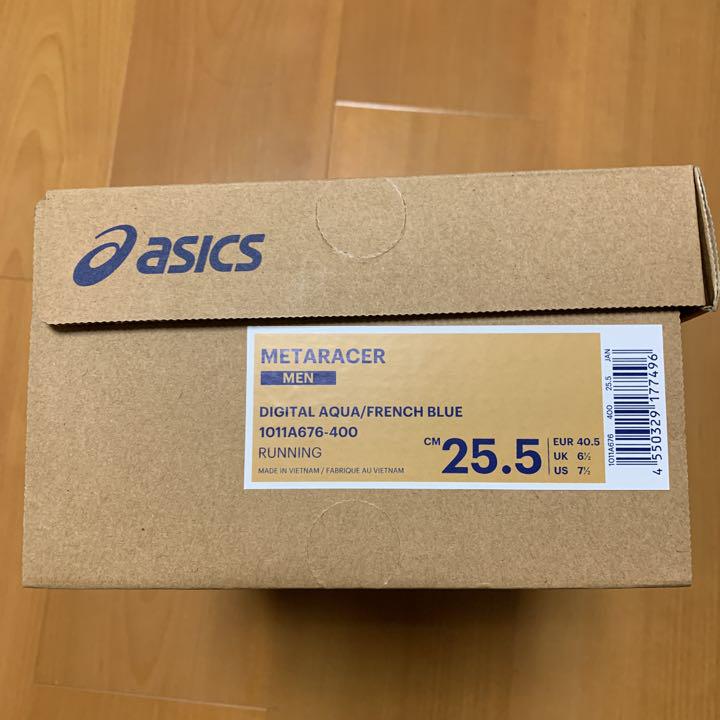 asics
METARACER
MEN
DIGITAL AQUA/FRENCH BLUE
1011A676-400
RUNNING
MADE IN VIETNAM / FABRIQUE AU VIETNAM
CM 25.5
EUR 40.5
UK 6½
US 7½
1011A676 400 25.5 JAN
4 550329 177496